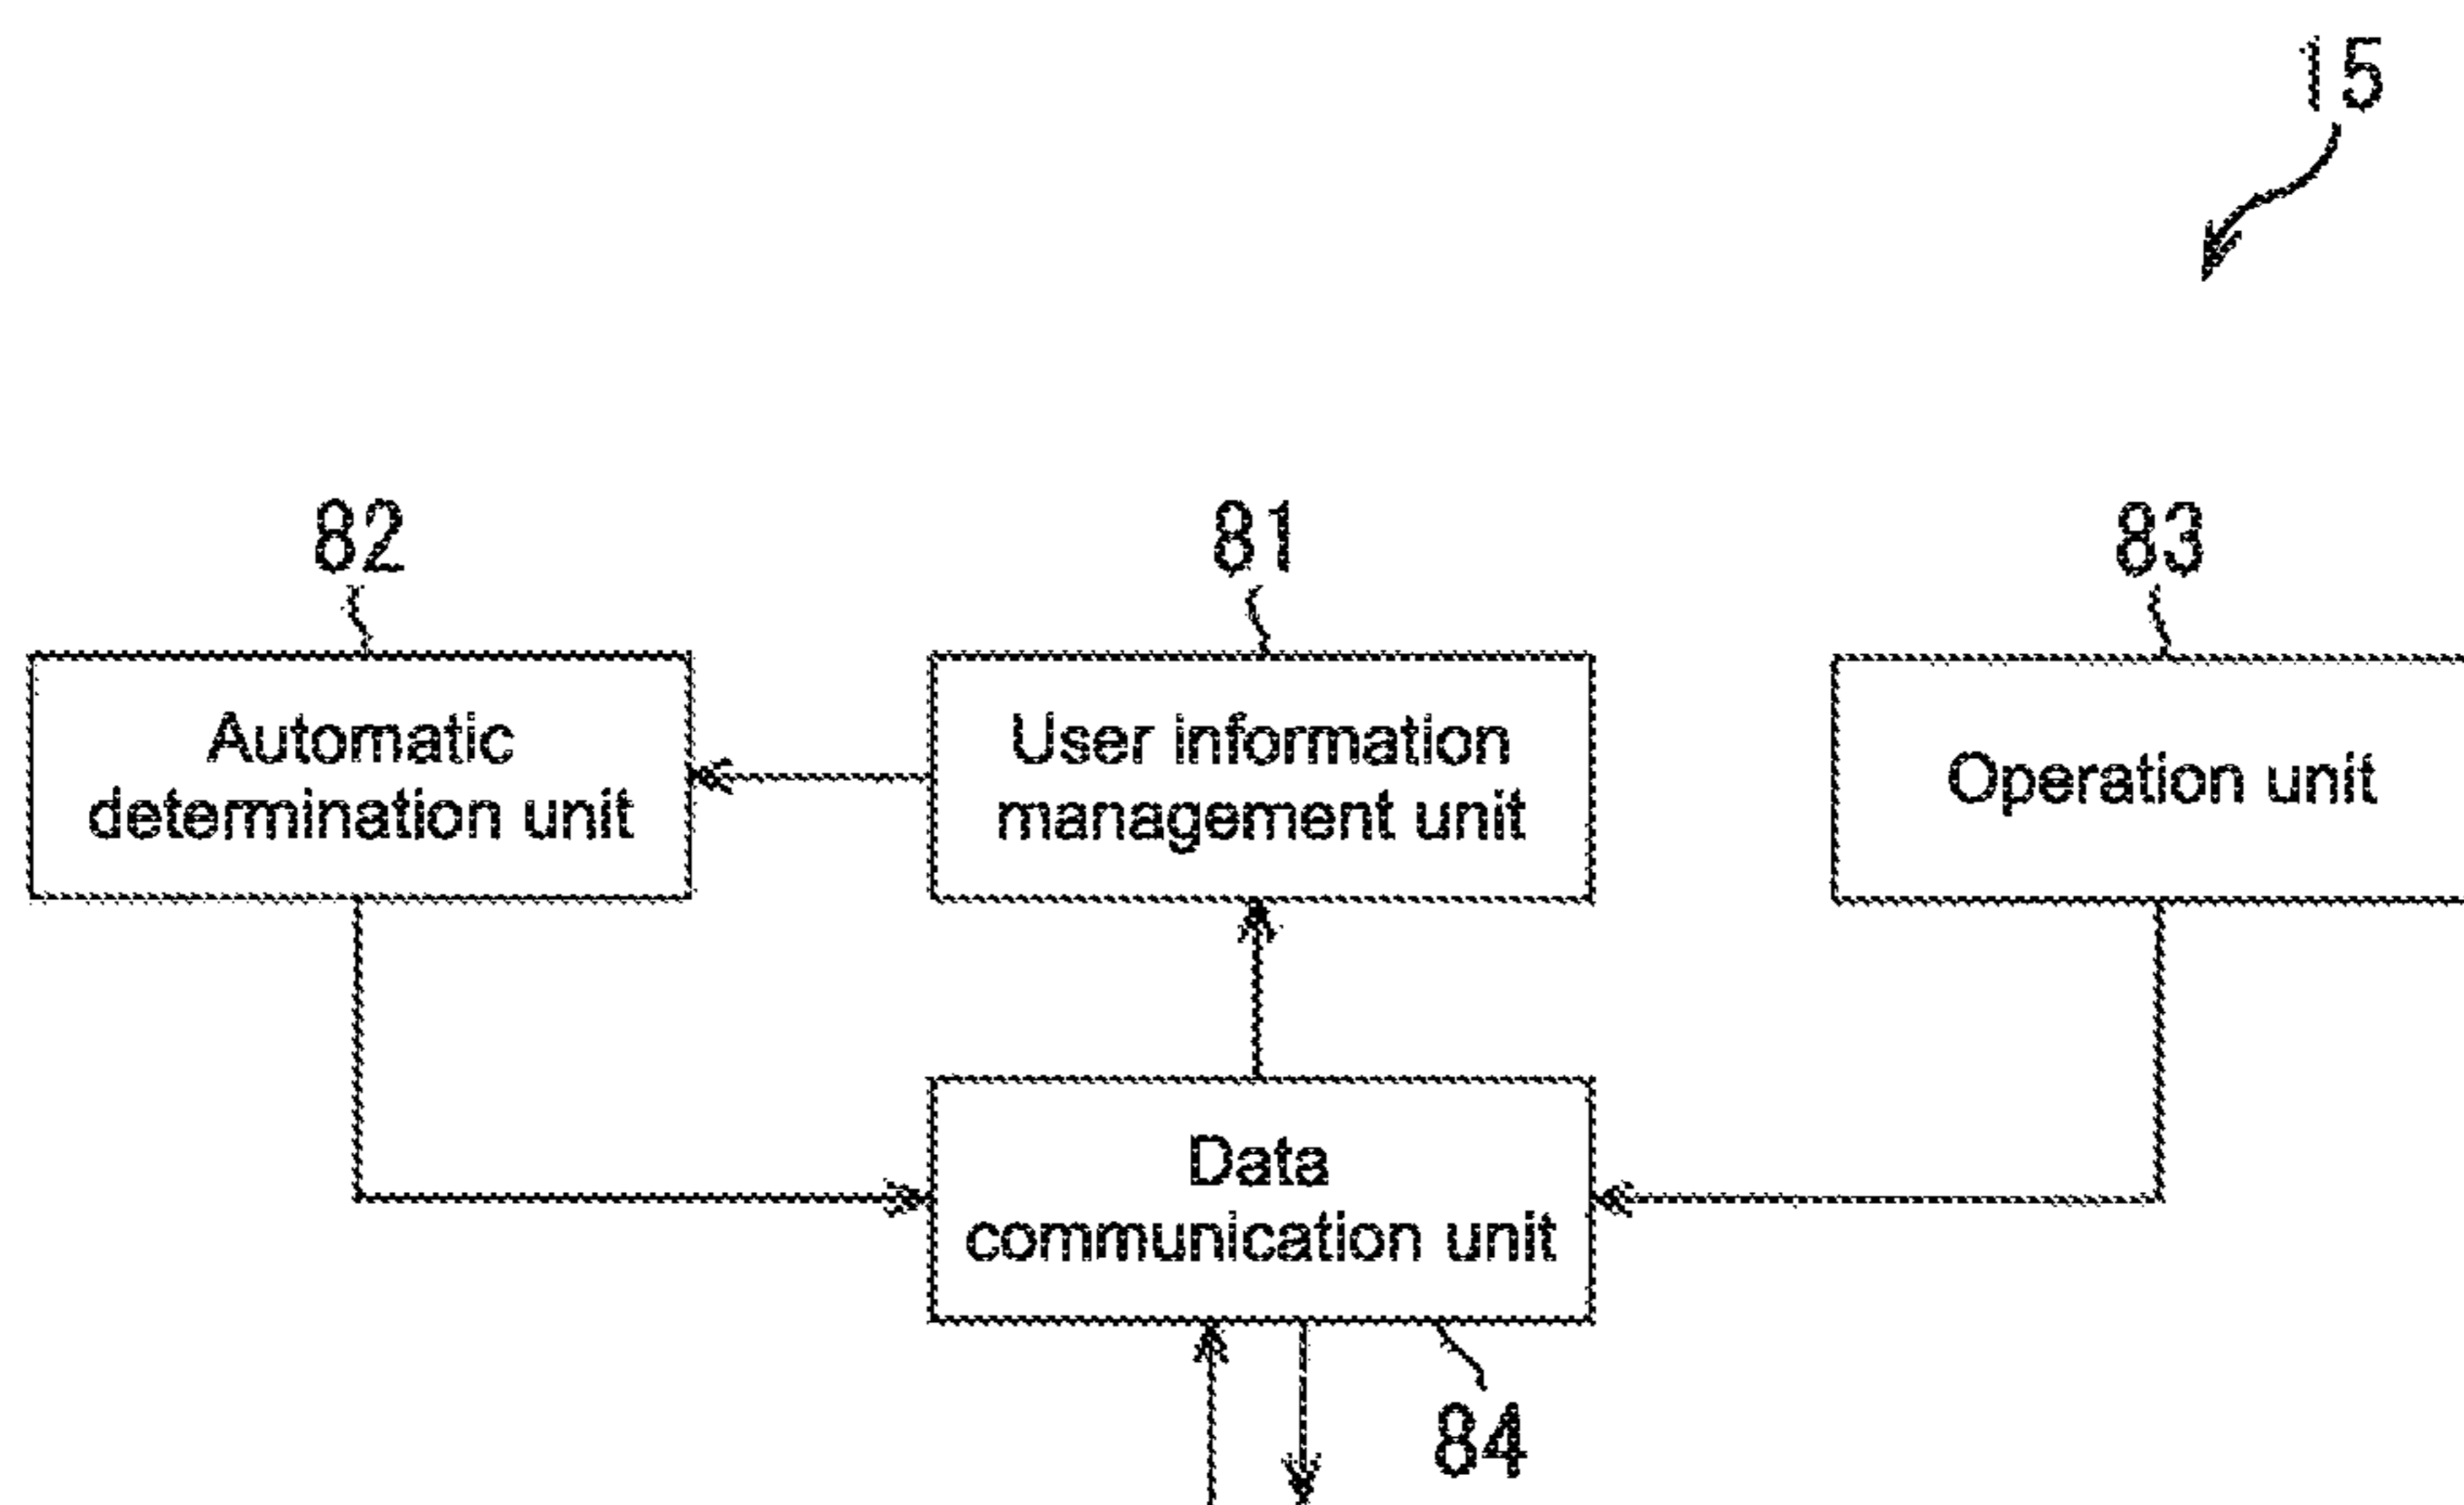 15
82
81
83
Automatic
determination unit
User information
management unit
Operation unit
Data
communication unit
84